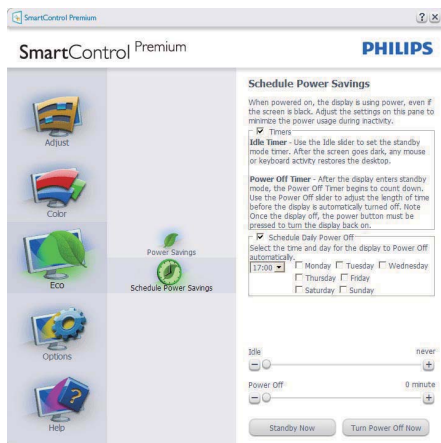 SmartControl Premium
SmartControl Premium
PHILIPS
Adjust
Color
Eco
Options
Help
Power Savings
Schedule Power Savings
Schedule Power Savings
When powered on, the display is using power, even if
the screen is black. Adjust the settings on this pane to
minimize the power usage during inactivity.
Timers
Idle Timer - Use the Idle slider to set the standby
mode timer. After the screen goes dark, any mouse
or keyboard activity restores the desktop.
Power Off Timer - After the display enters standby
mode, the Power Off Timer begins to count down.
Use the Power Off slider to adjust the length of time
before the display is automatically turned off. Note
Once the display off, the power button must be
pressed to turn the display back on.
Schedule Daily Power Off
Select the time and day for the display to Power Off
automatically.
17:00 Monday Tuesday Wednesday
Thursday Friday
Saturday Sunday
Idle never
Power Off 0 minute
Standby Now Turn Power Off Now